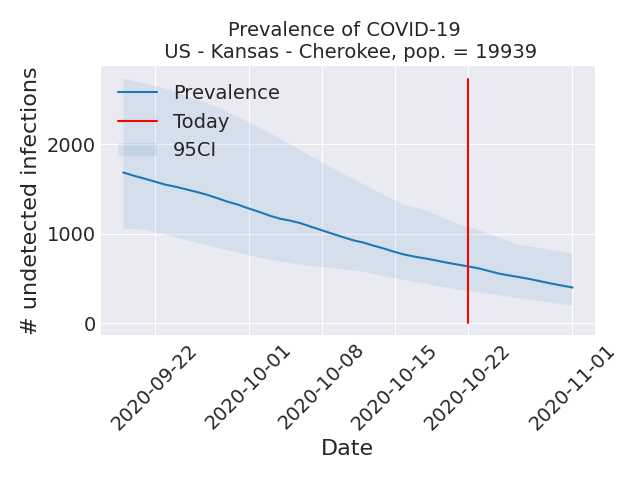 Prevalence of COVID-19
US - Kansas - Cherokee, pop. = 19939
# undetected infections
2000
1000
0
Prevalence
Today
95CI
2020-09-22
2020-10-01
2020-10-08
2020-10-15
2020-10-22
2020-11-01
Date